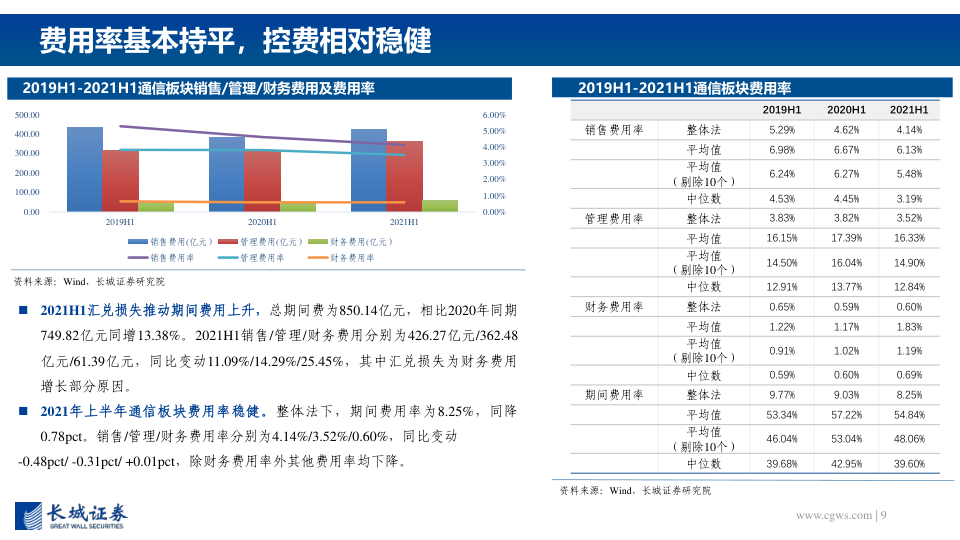 费用率基本持平，控费相对稳健
2019H1-2021H1通信板块销售/管理/财务费用及费用率
500.00
400.00
300.00
200.00
100.00
0.00
6.00%
5.00%
4.00%
3.00%
2.00%
1.00%
0.00%
2019H1 2020H1 2021H1
销售费用(亿元) 管理费用(亿元) 财务费用(亿元)
销售费用率 管理费用率 财务费用率
资料来源：Wind，长城证券研究院
2021H1汇兑损失推动期间费用上升，总期间费为850.14亿元，相比2020年同期
749.82亿元同增13.38%。2021H1销售/管理/财务费用分别为426.27亿元/362.48
亿元/61.39亿元，同比变动11.09%/14.29%/25.45%，其中汇兑损失为财务费用
增长部分原因。
2021年上半年通信板块费用率稳健。整体法下，期间费用率为8.25%，同降
0.78pct。销售/管理/财务费用率分别为4.14%/3.52%/0.60%，同比变动
-0.48pct/ -0.31pct/ +0.01pct，除财务费用率外其他费用率均下降。
2019H1-2021H1通信板块费用率
2019H1 2020H1 2021H1
销售费用率 整体法 5.29% 4.62% 4.14%
平均值 6.98% 6.67% 6.13%
平均值
（剔除10个） 6.24% 6.27% 5.48%
中位数 4.53% 4.45% 3.19%
管理费用率 整体法 3.83% 3.82% 3.52%
平均值 16.15% 17.39% 16.33%
平均值
（剔除10个） 14.50% 16.04% 14.90%
中位数 12.91% 13.77% 12.84%
财务费用率 整体法 0.65% 0.59% 0.60%
平均值 1.22% 1.17% 1.83%
平均值
（剔除10个） 0.91% 1.02% 1.19%
中位数 0.59% 0.60% 0.69%
期间费用率 整体法 9.77% 9.03% 8.25%
平均值 53.34% 57.22% 54.84%
平均值
（剔除10个） 46.04% 53.04% 48.06%
中位数 39.68% 42.95% 39.60%
资料来源：Wind，长城证券研究院
长城证券
GREAT WALL SECURITIES
www.cgws.com | 9